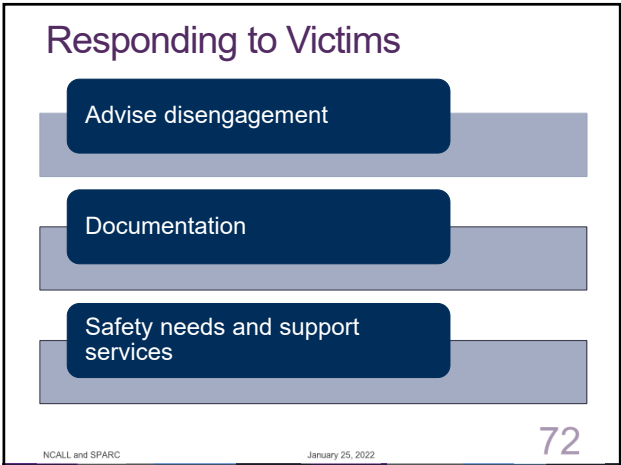 Responding to Victims
Advise disengagement
Documentation
Safety needs and support
services
NCALL and SPARC
January 25, 2022
72